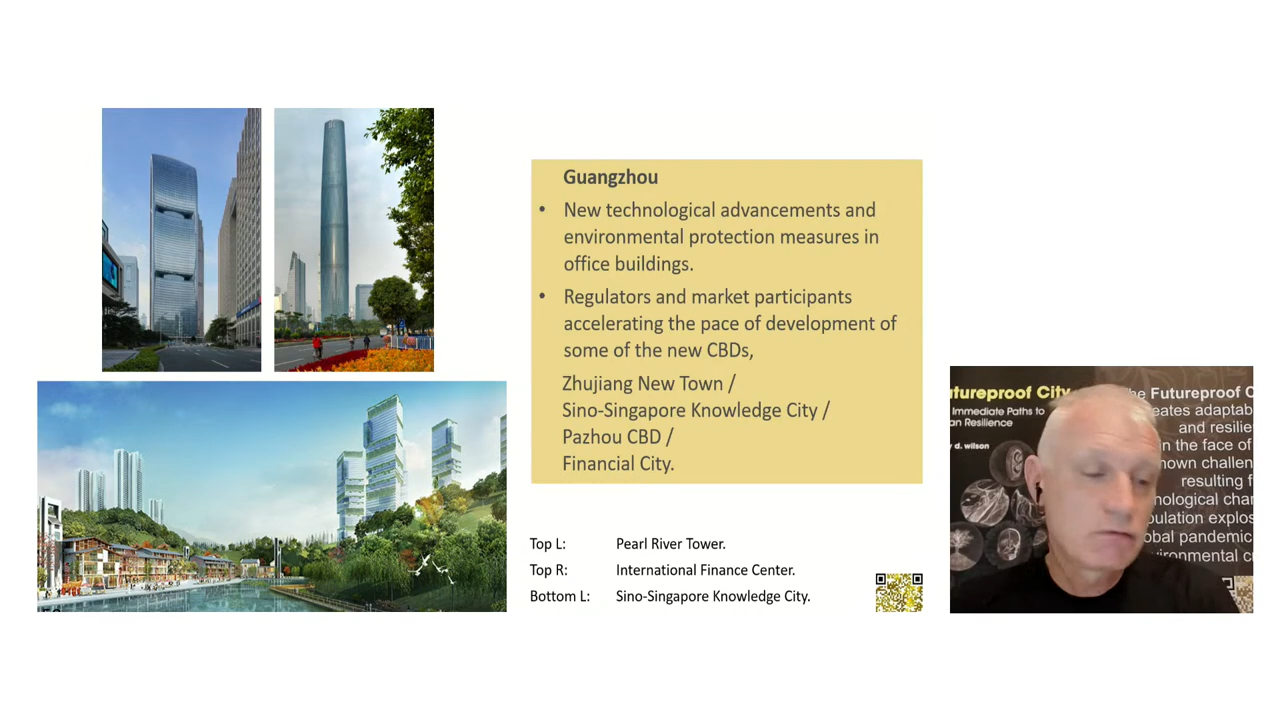 Guangzhou
• New technological advancements and
environmental protection measures in
office buildings.
• Regulators and market participants
accelerating the pace of development of
some of the new CBDs,
Zhujiang New Town /
Sino-Singapore Knowledge City /
Pazhou CBD /
Financial City.
Top L: Pearl River Tower.
Top R: International Finance Center.
Bottom L: Sino-Singapore Knowledge City.
utureproof City
Immediate Paths to
an Resilience
d. wilson
he Futureproof C
eates adaptab
and resilie
n the face of
nown challen
resulting f
nological chan
ulation explos
obal pandemic
vironmental cr